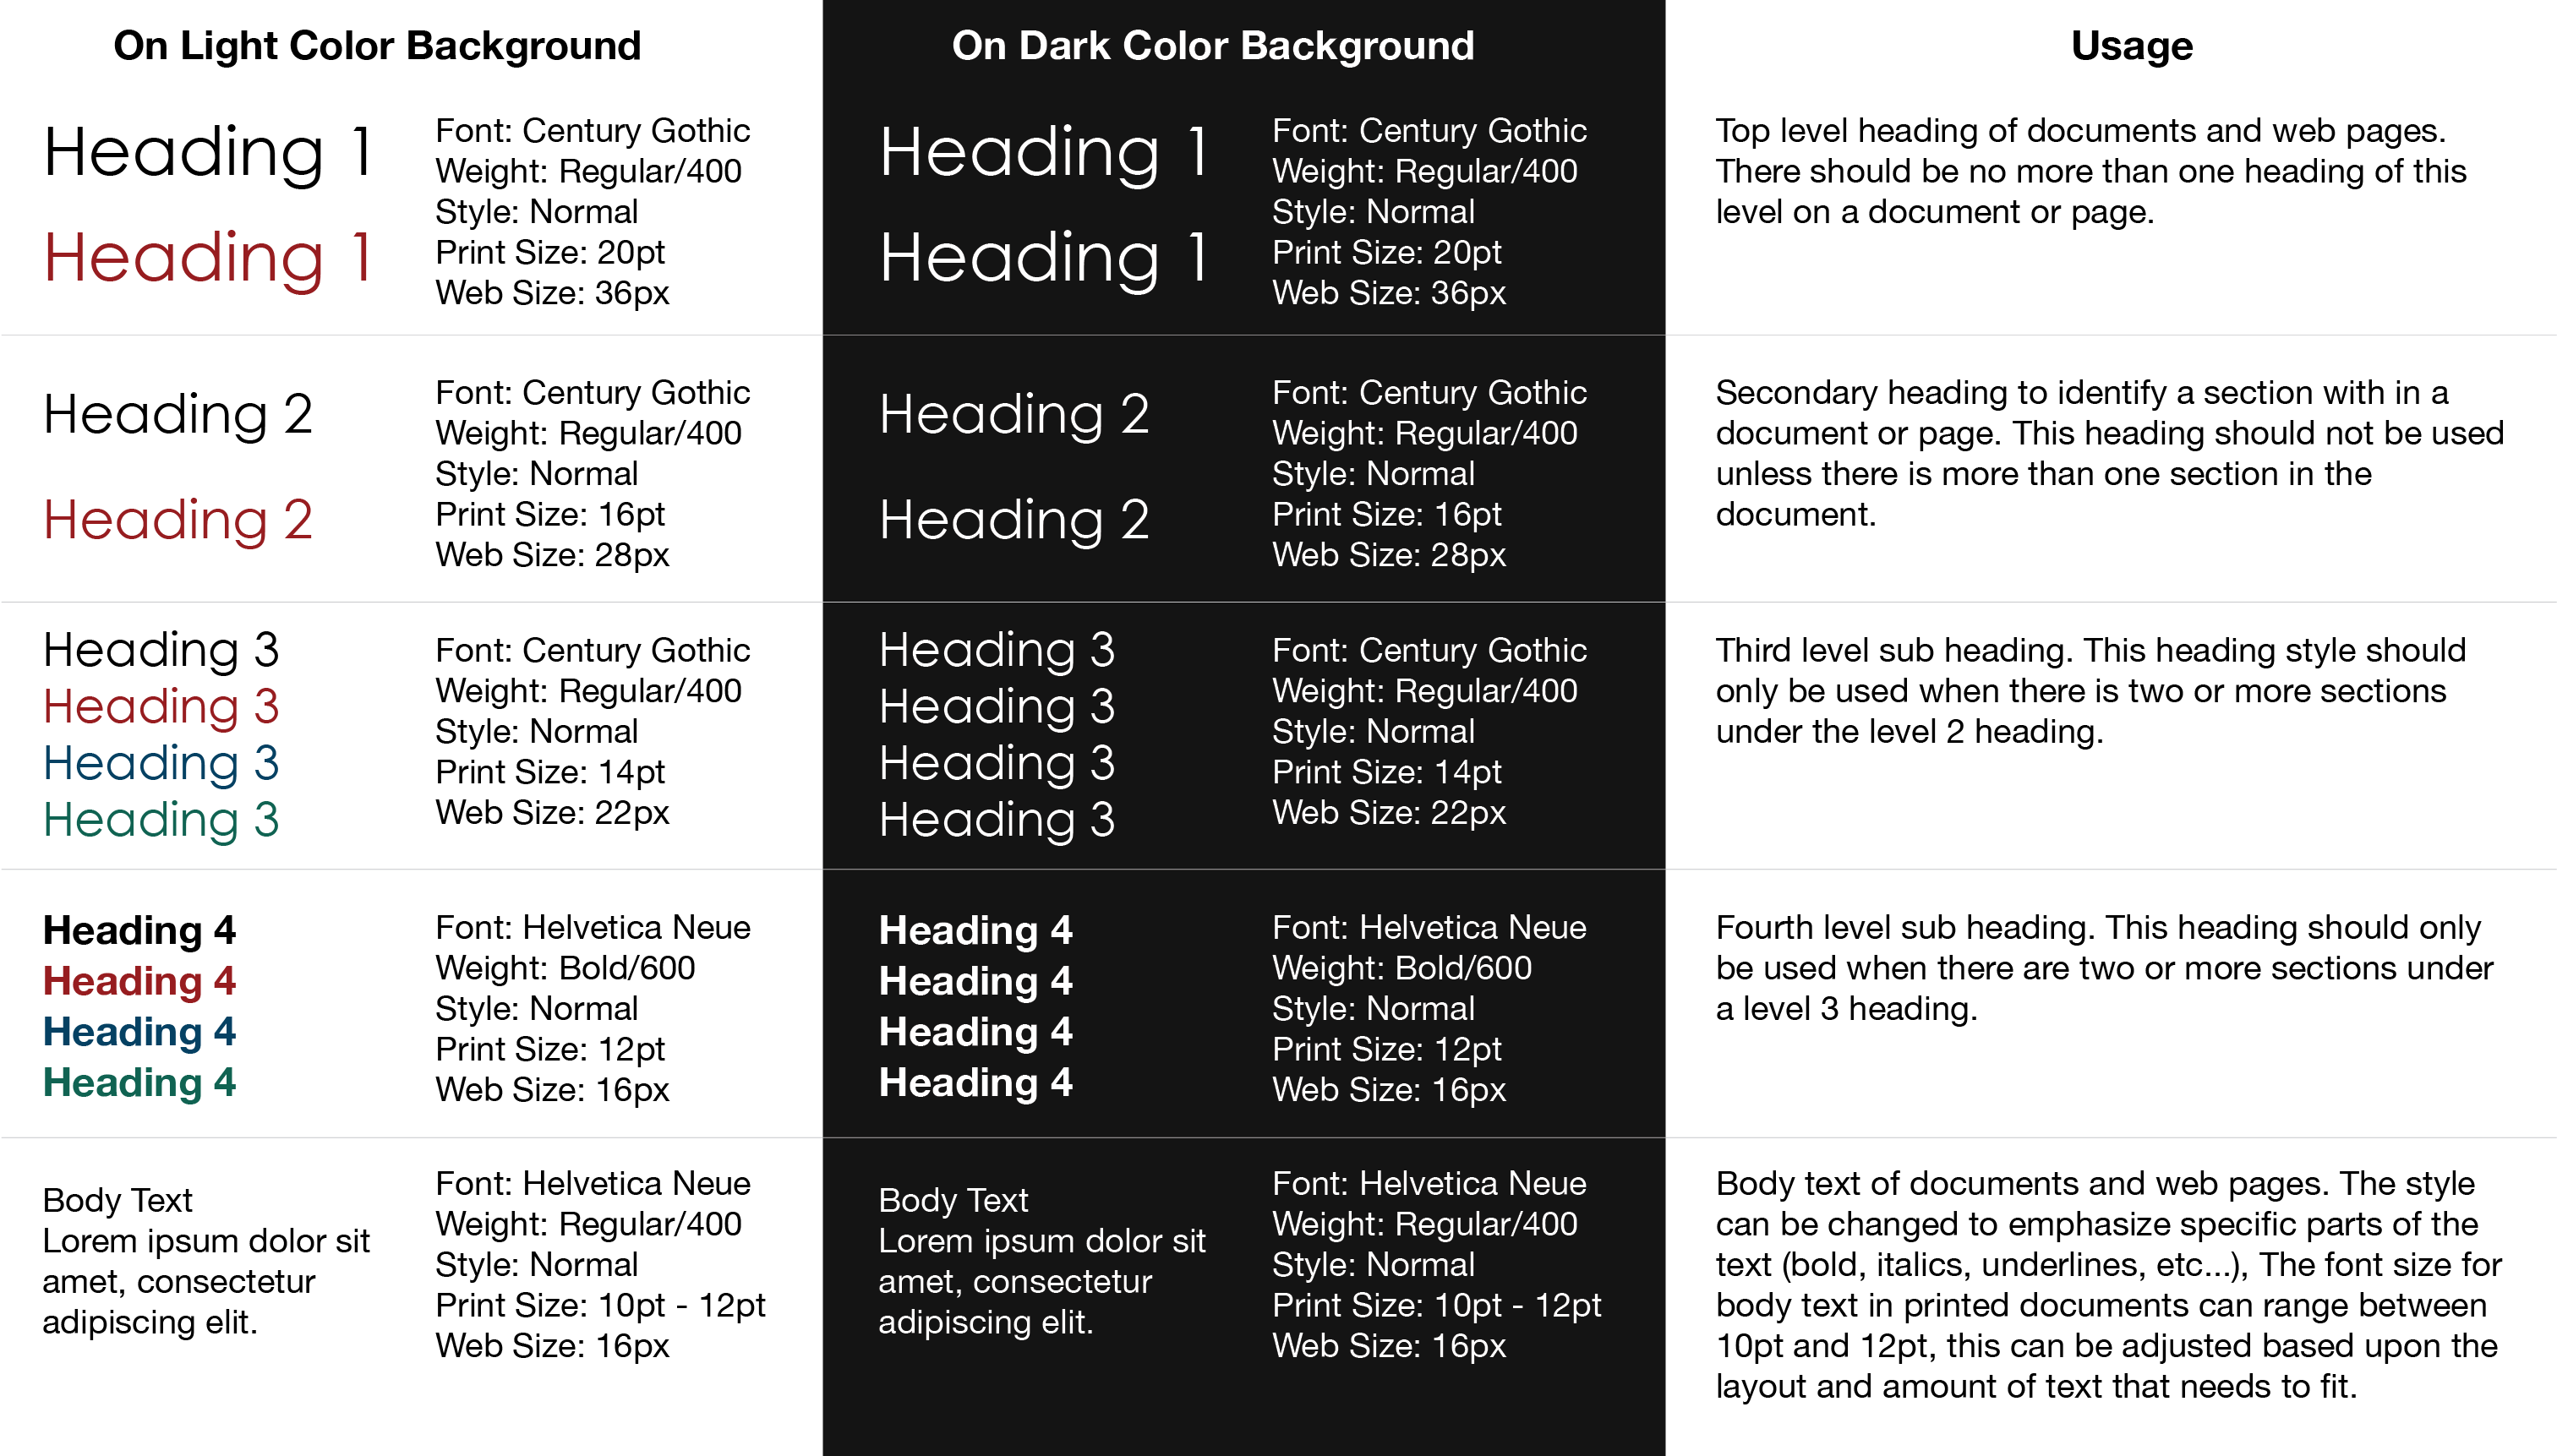 On Light Color Background
On Dark Color Background
Usage
Heading 1
Heading 1
Font: Century Gothic
Weight: Regular/400
Style: Normal
Print Size: 20pt
Web Size: 36px
Heading 1
Heading 1
Font: Century Gothic
Weight: Regular/400
Style: Normal
Print Size: 20pt
Web Size: 36px
Top level heading of documents and web pages.
There should be no more than one heading of this
level on a document or page.
Heading 2
Heading 2
Font: Century Gothic
Weight: Regular/400
Style: Normal
Print Size: 16pt
Web Size: 28px
Heading 2
Heading 2
Font: Century Gothic
Weight: Regular/400
Style: Normal
Print Size: 16pt
Web Size: 28px
Secondary heading to identify a section with in a
document or page. This heading should not be used
unless there is more than one section in the
document.
Heading 3
Heading 3
Heading 3
Heading 3
Font: Century Gothic
Weight: Regular/400
Style: Normal
Print Size: 14pt
Web Size: 22px
Heading 3
Heading 3
Heading 3
Heading 3
Font: Century Gothic
Weight: Regular/400
Style: Normal
Print Size: 14pt
Web Size: 22px
Third level sub heading. This heading style should
only be used when there is two or more sections
under the level 2 heading.
Heading 4
Heading 4
Heading 4
Heading 4
Font: Helvetica Neue
Weight: Bold/600
Style: Normal
Print Size: 12pt
Web Size: 16px
Heading 4
Heading 4
Heading 4
Heading 4
Font: Helvetica Neue
Weight: Bold/600
Style: Normal
Print Size: 12pt
Web Size: 16px
Fourth level sub heading. This heading should only
be used when there are two or more sections under
a level 3 heading.
Body Text
Lorem ipsum dolor sit
amet, consectetur
adipiscing elit.
Font: Helvetica Neue
Weight: Regular/400
Style: Normal
Print Size: 10pt - 12pt
Web Size: 16px
Body Text
Lorem ipsum dolor sit
amet, consectetur
adipiscing elit.
Font: Helvetica Neue
Weight: Regular/400
Style: Normal
Print Size: 10pt - 12pt
Web Size: 16px
Body text of documents and web pages. The style
can be changed to emphasize specific parts of the
text (bold, italics, underlines, etc...), The font size for
body text in printed documents can range between
10pt and 12pt, this can be adjusted based upon the
layout and amount of text that needs to fit.